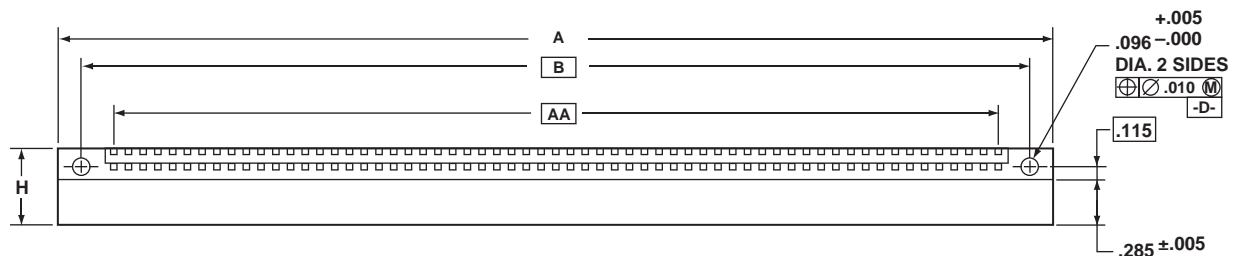 A
B
AA
H
+.005
.096 –.000
DIA. 2 SIDES
⌖ ⌀ .010 Ⓜ
-D-
.115
.285 ±.005